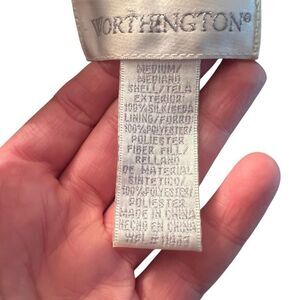 WORTHINGTON®
MEDIUM/
MEDIANO
SHELL/TELA
EXTERIOR
100% SILK/SEDA
LINING/FORRO
100% POLYESTER/
POLIESTER
FIBER FILL/
RELLANO
DE MATERIAL
SINTETICO/
100% POLYESTER/
POLIESTER
MADE IN CHINA
HECHO EN CHINA
WPL #